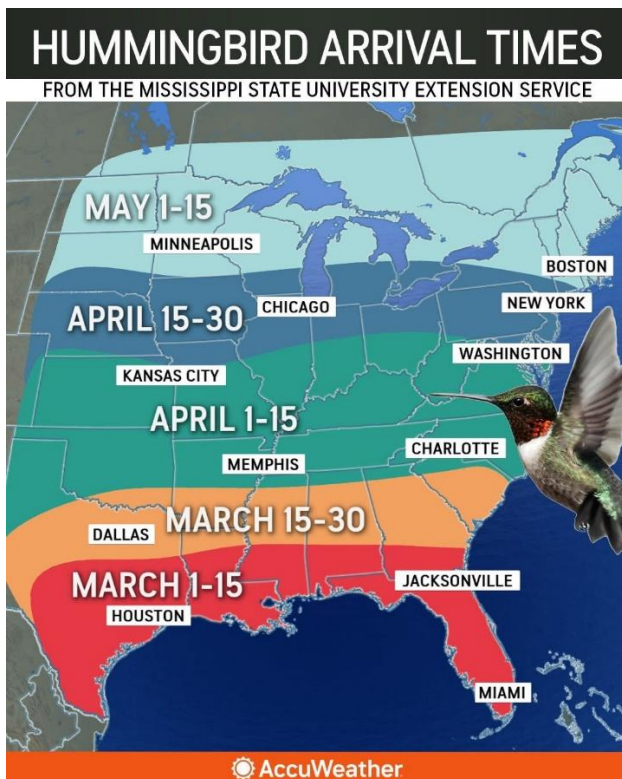 HUMMINGBIRD ARRIVAL TIMES
FROM THE MISSISSIPPI STATE UNIVERSITY EXTENSION SERVICE
MAY 1-15
MINNEAPOLIS
BOSTON
CHICAGO
NEW YORK
APRIL 15-30
WASHINGTON
KANSAS CITY
APRIL 1-15
CHARLOTTE
MEMPHIS
MARCH 15-30
DALLAS
MARCH 1-15
JACKSONVILLE
HOUSTON
MIAMI
AccuWeather